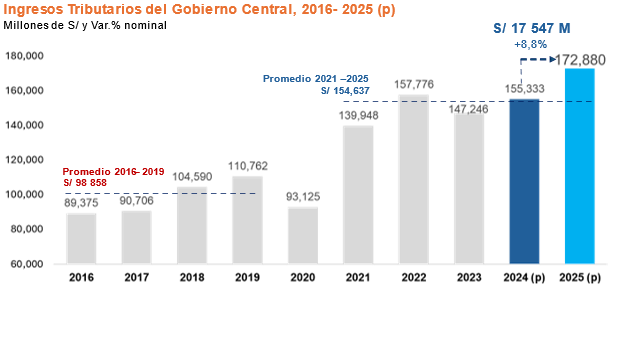 Ingresos Tributarios del Gobierno Central, 2016- 2025 (p)
Millones de S/ y Var.% nominal
S/ 17 547 M
+8,8%
180,000
160,000
140,000
120,000
100,000
80,000
60,000
Promedio 2016- 2019
S/ 98 858
Promedio 2021 –2025
S/ 154,637
89,375
90,706
104,590
110,762
93,125
139,948
157,776
147,246
155,333
172,880
2016
2017
2018
2019
2020
2021
2022
2023
2024 (p)
2025 (p)